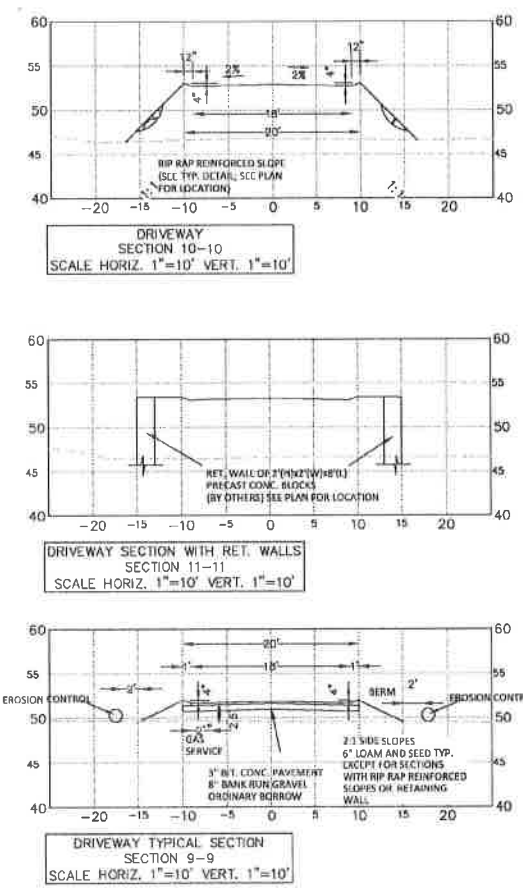 60
60
12"
2"
55
2%
2%
4"
4"
55
50
18'
50
20'
45
RIP RAP REINFORCED SLOPE
(SEE TYP. DETAIL, SEE PLAN
FOR LOCATION)
45
1:1
1:1
40
-20 -15 -10 -5 0 5 10 15 20
40
DRIVEWAY
SECTION 10-10
SCALE HORIZ. 1"=10' VERT. 1"=10'
60
60
55
55
50
50
45
RET. WALL OF 2'(H)x2'(W)x8'(L)
PRECAST CONC. BLOCKS
(BY OTHERS) SEE PLAN FOR LOCATION
45
40
-20 -15 -10 -5 0 5 10 15 20
40
DRIVEWAY SECTION WITH RET. WALLS
SECTION 11-11
SCALE HORIZ. 1"=10' VERT. 1"=10'
60
60
20'
55
1'
18'
1'
55
2'
4"
4"
BERM
2'
EROSION CONTROL
EROSION CONT
50
2.5
50
GAS
SERVICE
2:1 SIDE SLOPES
6" LOAM AND SEED TYP.
EXCEPT FOR SECTIONS
WITH RIP RAP REINFORCED
SLOPES OR RETAINING
WALL
45
3" BIT. CONC. PAVEMENT
8" BANK RUN GRAVEL
ORDINARY BORROW
45
40
-20 -15 -10 -5 0 5 10 15 20
40
DRIVEWAY TYPICAL SECTION
SECTION 9-9
SCALE HORIZ. 1"=10' VERT. 1"=10'